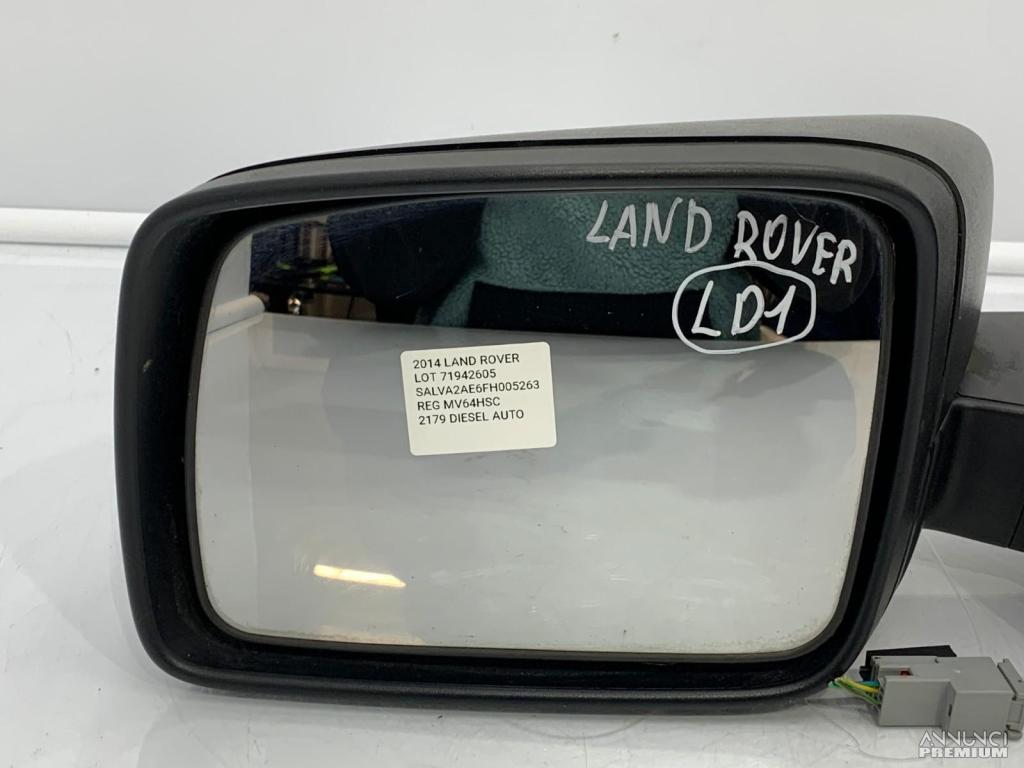 LAND ROVER
LD1
2014 LAND ROVER
LOT 71942605
SALVA2AE6FH005263
REG MV64HSC
2179 DIESEL AUTO
ANNUNCI
PREMIUM